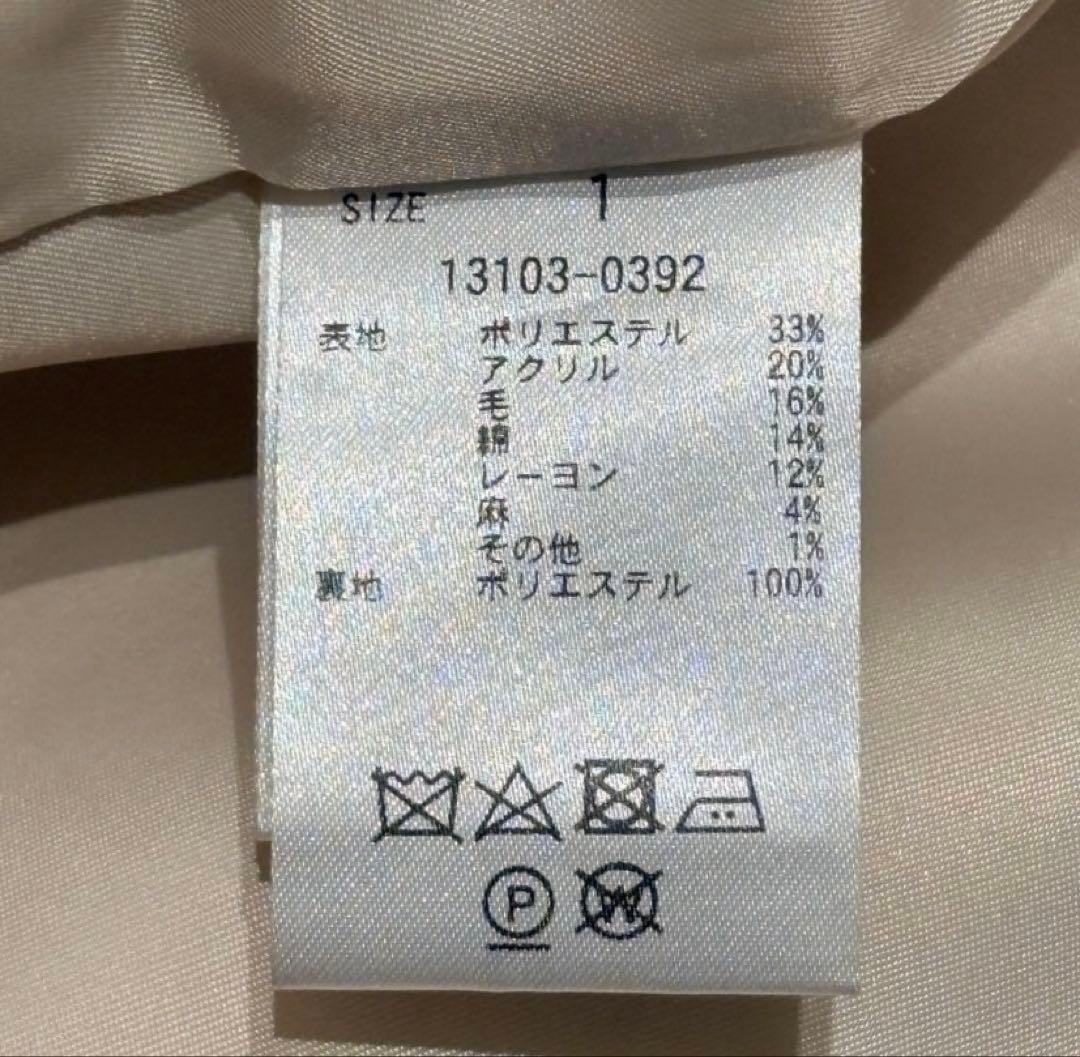 SIZE 1
13103-0392
表地 ポリエステル 33%
アクリル 20%
毛 16%
綿 14%
レーヨン 12%
麻 4%
その他 1%
裏地 ポリエステル 100%
P W